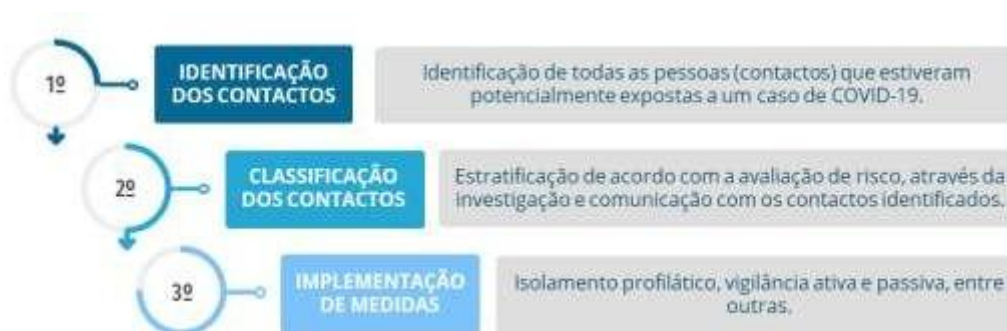 1º
IDENTIFICAÇÃO
DOS CONTACTOS
Identificação de todas as pessoas (contactos) que estiveram
potencialmente expostas a um caso de COVID-19.
2º
CLASSIFICAÇÃO
DOS CONTACTOS
Estratificação de acordo com a avaliação de risco, através da
investigação e comunicação com os contactos identificados.
3º
IMPLEMENTAÇÃO
DE MEDIDAS
Isolamento profilático, vigilância ativa e passiva, entre
outras.